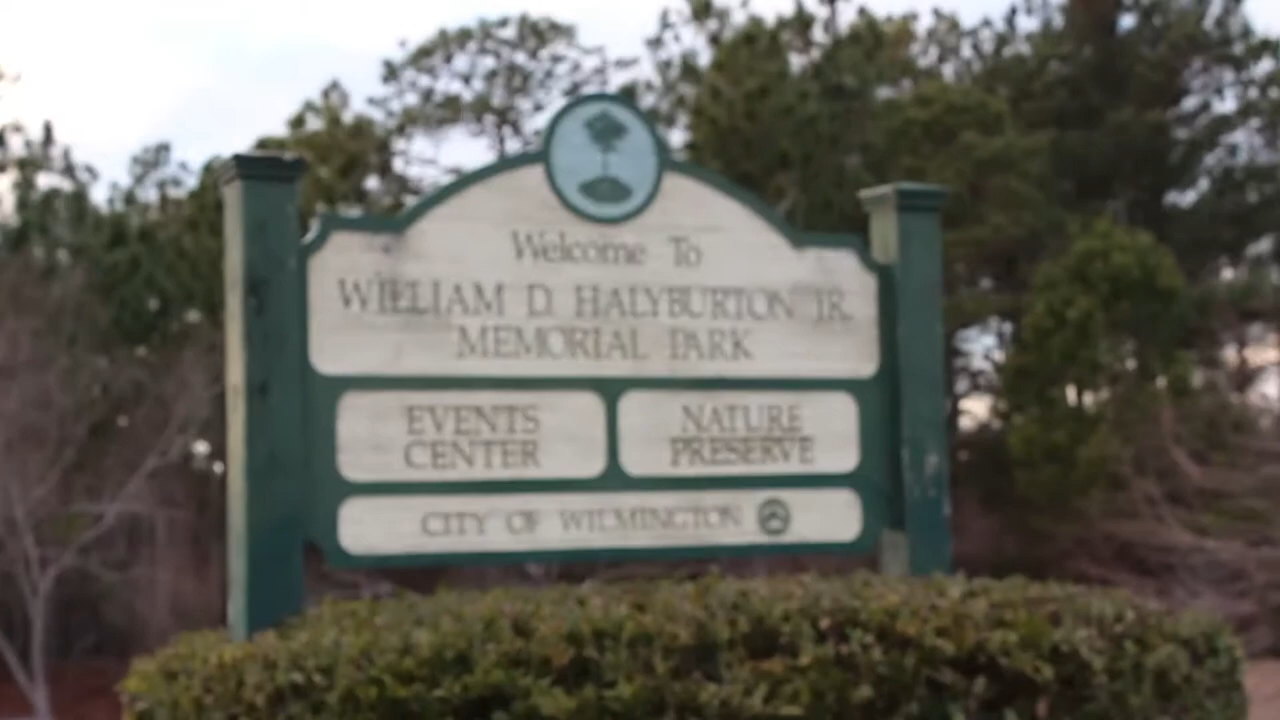 Welcome To
WILLIAM D. HALYBURTON JR.
MEMORIAL PARK
EVENTS
CENTER
NATURE
PRESERVE
CITY OF WILMINGTON